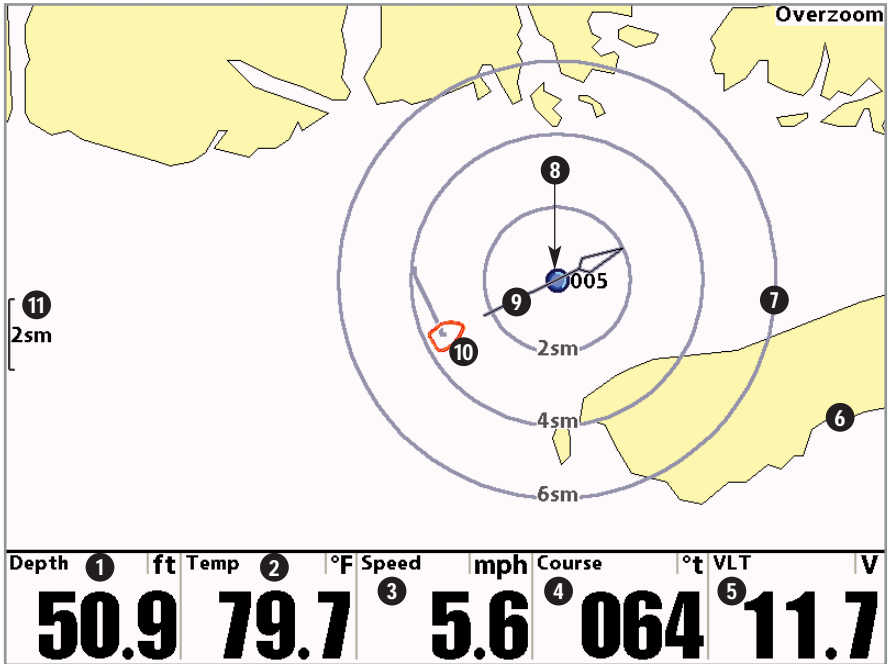 Overzoom
8
005
11
9
7
2sm
10
2sm
6
4sm
6sm
Depth 1 ft Temp 2 °F Speed mph Course °t VLT V
3 4 5
50.9 79.7 5.6 064 11.7